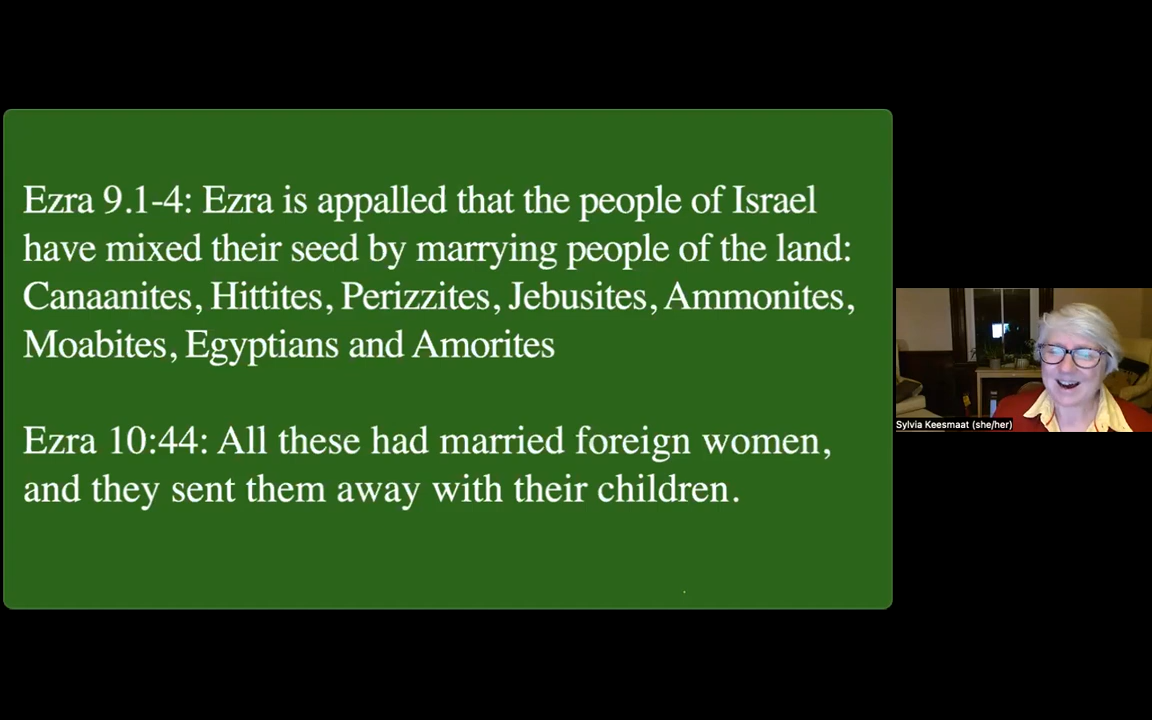 Ezra 9.1-4: Ezra is appalled that the people of Israel
have mixed their seed by marrying people of the land:
Canaanites, Hittites, Perizzites, Jebusites, Ammonites,
Moabites, Egyptians and Amorites
Ezra 10:44: All these had married foreign women,
and they sent them away with their children.
Sylvia Keesmaat (she/her)